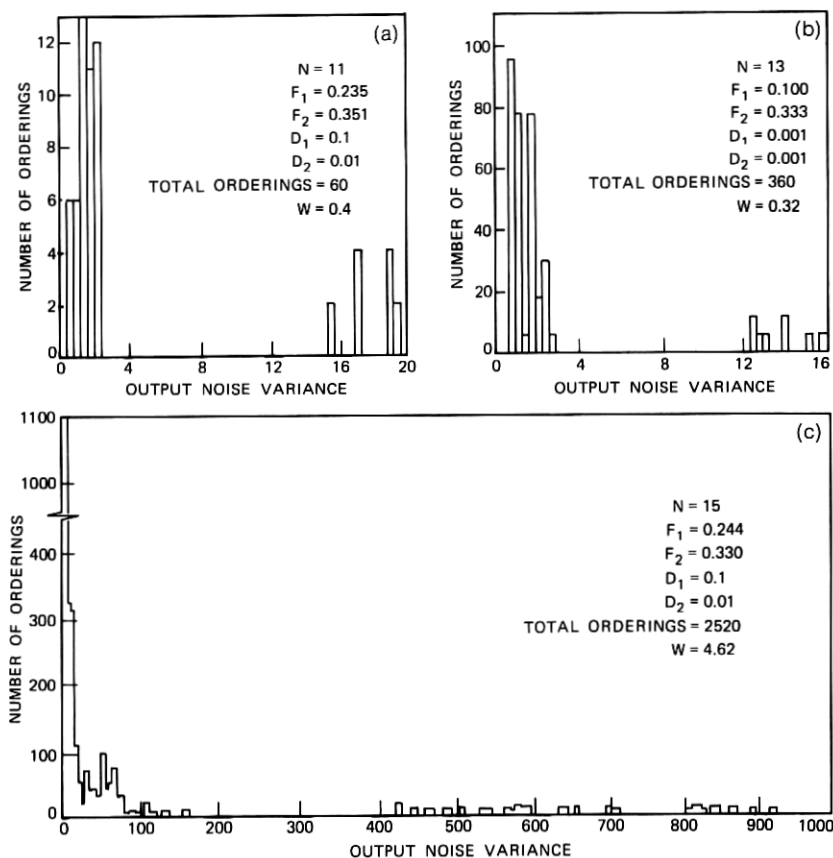 (a)
N = 11
F1 = 0.235
F2 = 0.351
D1 = 0.1
D2 = 0.01
TOTAL ORDERINGS = 60
W = 0.4
NUMBER OF ORDERINGS
12
10
8
6
4
2
0
0 4 8 12 16 20
OUTPUT NOISE VARIANCE
(b)
N = 13
F1 = 0.100
F2 = 0.333
D1 = 0.001
D2 = 0.001
TOTAL ORDERINGS = 360
W = 0.32
NUMBER OF ORDERINGS
100
80
60
40
20
0
0 4 8 12 16
OUTPUT NOISE VARIANCE
(c)
N = 15
F1 = 0.244
F2 = 0.330
D1 = 0.1
D2 = 0.01
TOTAL ORDERINGS = 2520
W = 4.62
NUMBER OF ORDERINGS
1100
1000
400
300
200
100
0
0 100 200 300 400 500 600 700 800 900 1000
OUTPUT NOISE VARIANCE